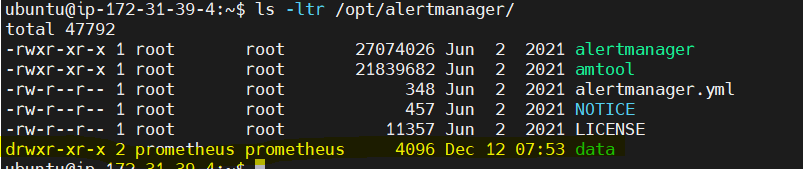 ubuntu@ip-172-31-39-4:~$ ls -ltr /opt/alertmanager/
total 47792
-rwxr-xr-x 1 root       root       27074026 Jun  2  2021 alertmanager
-rwxr-xr-x 1 root       root       21839682 Jun  2  2021 amtool
-rw-r--r-- 1 root       root            348 Jun  2  2021 alertmanager.yml
-rw-r--r-- 1 root       root            457 Jun  2  2021 NOTICE
-rw-r--r-- 1 root       root          11357 Jun  2  2021 LICENSE
drwxr-xr-x 2 prometheus prometheus     4096 Dec 12 07:53 data
ubuntu@ip-172-31-39-4:~$